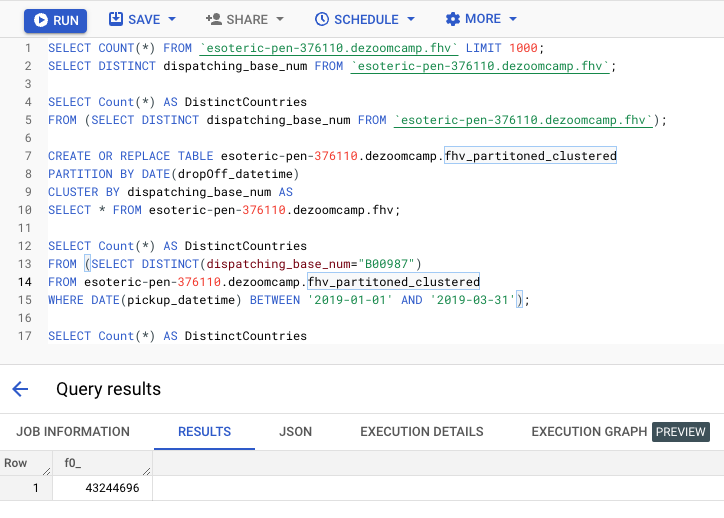 RUN SAVE SHARE SCHEDULE MORE
1 SELECT COUNT(*) FROM `esoteric-pen-376110.dezoomcamp.fhv` LIMIT 1000;
2 SELECT DISTINCT dispatching_base_num FROM `esoteric-pen-376110.dezoomcamp.fhv`;
3
4 SELECT Count(*) AS DistinctCountries
5 FROM (SELECT DISTINCT dispatching_base_num FROM `esoteric-pen-376110.dezoomcamp.fhv`);
6
7 CREATE OR REPLACE TABLE esoteric-pen-376110.dezoomcamp.fhv_partitoned_clustered
8 PARTITION BY DATE(dropOff_datetime)
9 CLUSTER BY dispatching_base_num AS
10 SELECT * FROM esoteric-pen-376110.dezoomcamp.fhv;
11
12 SELECT Count(*) AS DistinctCountries
13 FROM (SELECT DISTINCT(dispatching_base_num="B00987")
14 FROM esoteric-pen-376110.dezoomcamp.fhv_partitoned_clustered
15 WHERE DATE(pickup_datetime) BETWEEN '2019-01-01' AND '2019-03-31');
16
17 SELECT Count(*) AS DistinctCountries
Query results
JOB INFORMATION RESULTS JSON EXECUTION DETAILS EXECUTION GRAPH PREVIEW
Row f0_
1 43244696